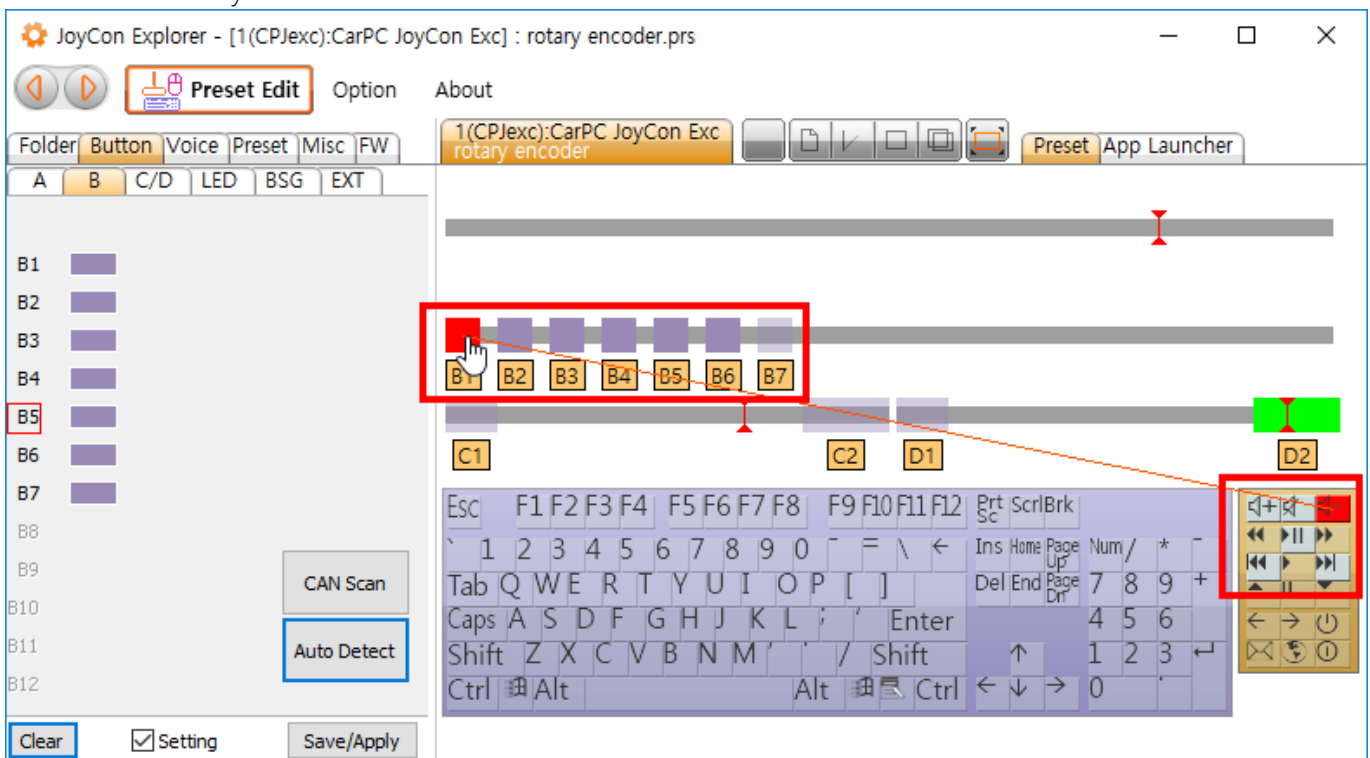 JoyCon Explorer - [1(CPJexc):CarPC JoyCon Exc] : rotary encoder.prs
Preset Edit Option About
Folder Button Voice Preset Misc FW
1(CPJexc):CarPC JoyCon Exc
rotary encoder
Preset App Launcher
A B C/D LED BSG EXT
B1
B2
B3
B4
B5
B6
B7
B8
B9
B10
B11
B12
CAN Scan
Auto Detect
Clear Setting Save/Apply
B1 B2 B3 B4 B5 B6 B7
C1 C2 D1 D2
Esc F1 F2 F3 F4 F5 F6 F7 F8 F9 F10 F11 F12 Prt Sc Scrl Brk
` 1 2 3 4 5 6 7 8 9 0 - = \ ← Ins Home Page Up Num / * -
Tab Q W E R T Y U I O P [ ] Del End Page Dn 7 8 9 +
Caps A S D F G H J K L ; ' Enter 4 5 6
Shift Z X C V B N M / Shift ↑ 1 2 3 ↵
Ctrl Alt Alt Ctrl ← ↓ → 0 .